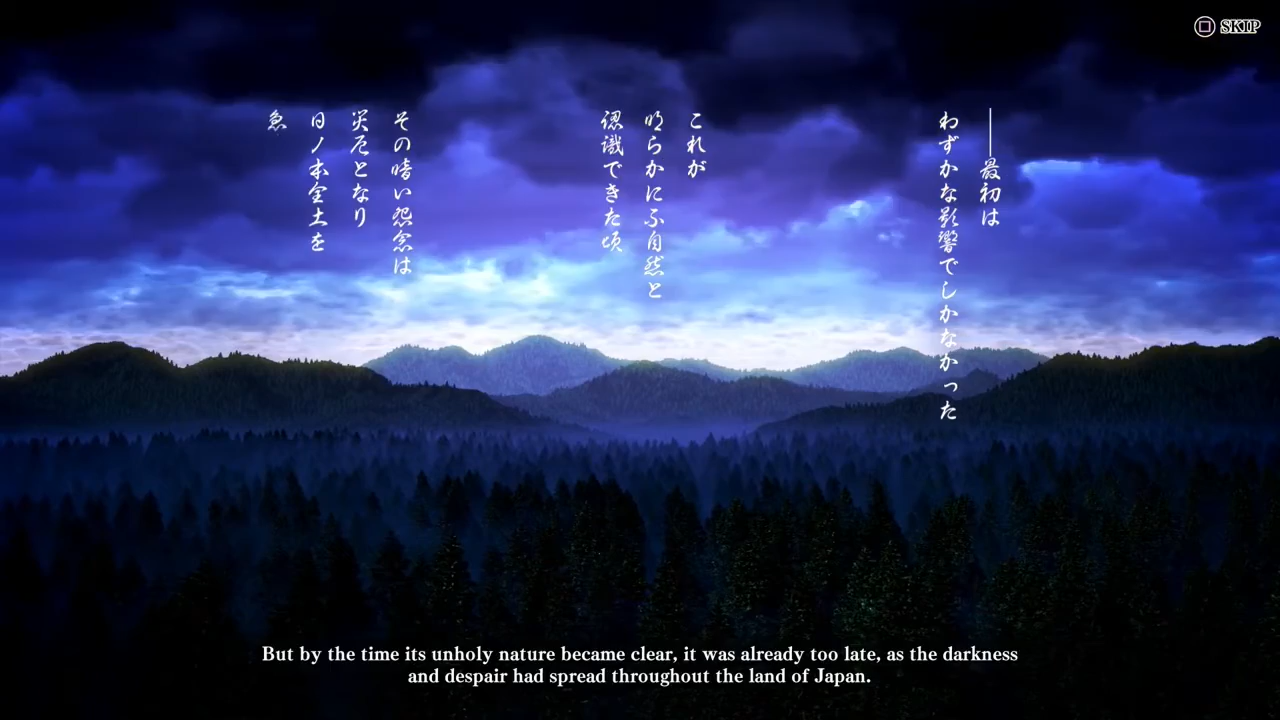 SKIP
――最初は
わずかな影響でしかなかった
これが
明らかにふ自然と
認識できた頃
その暗い怨念は
災厄となり
日ノ本全土を
急
But by the time its unholy nature became clear, it was already too late, as the darkness
and despair had spread throughout the land of Japan.